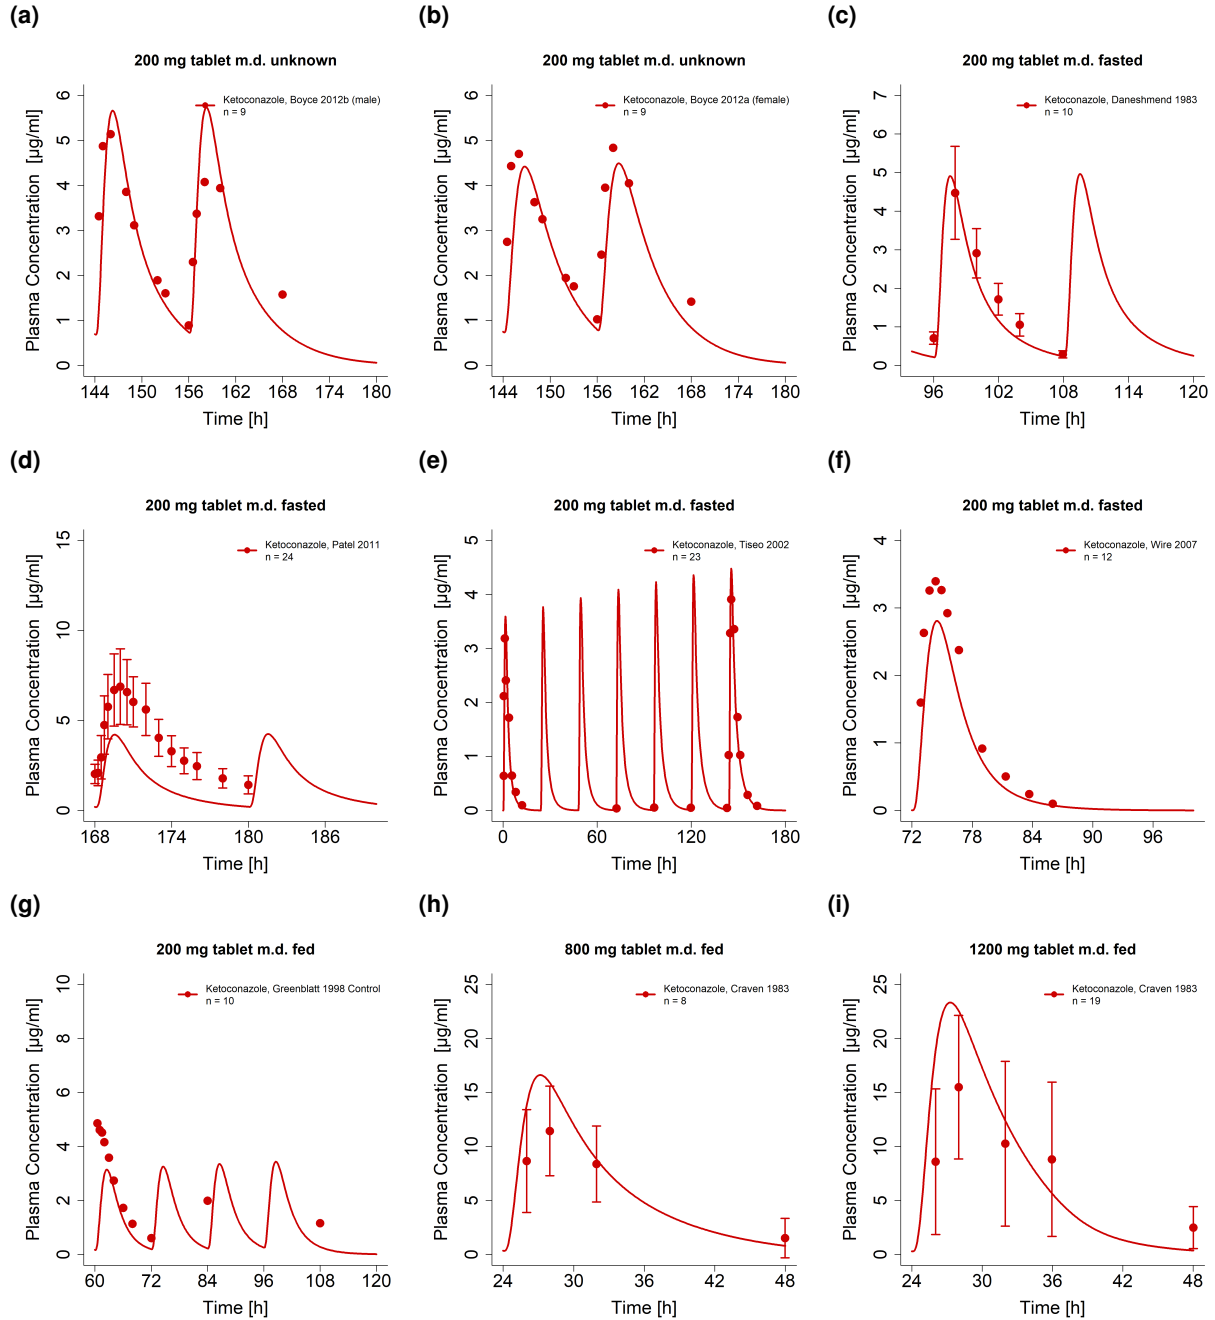 (a)
200 mg tablet m.d. unknown
Ketoconazole, Boyce 2012b (male)
n = 9
Plasma Concentration [µg/ml]
0 1 2 3 4 5 6
144 150 156 162 168 180
Time [h]
(b)
200 mg tablet m.d. unknown
Ketoconazole, Boyce 2012a (female)
n = 9
Plasma Concentration [µg/ml]
0 1 2 3 4 5 6
144 150 156 162 168 180
Time [h]
(c)
200 mg tablet m.d. fasted
Ketoconazole, Daneshmend 1983
n = 10
Plasma Concentration [µg/ml]
0 1 2 3 4 5 6 7
96 102 108 114 120
Time [h]
(d)
200 mg tablet m.d. fasted
Ketoconazole, Patel 2011
n = 24
Plasma Concentration [µg/ml]
0 5 10 15
168 174 180 186
Time [h]
(e)
200 mg tablet m.d. fasted
Ketoconazole, Tiseo 2002
n = 23
Plasma Concentration [µg/ml]
0 1 2 3 4 5
0 60 120 180
Time [h]
(f)
200 mg tablet m.d. fasted
Ketoconazole, Wire 2007
n = 12
Plasma Concentration [µg/ml]
0 1 2 3 4
72 78 84 90 96
Time [h]
(g)
200 mg tablet m.d. fed
Ketoconazole, Greenblatt 1998 Control
n = 10
Plasma Concentration [µg/ml]
0 2 4 6 8 10
60 72 84 96 108 120
Time [h]
(h)
800 mg tablet m.d. fed
Ketoconazole, Craven 1983
n = 8
Plasma Concentration [µg/ml]
0 5 10 15 20 25
24 30 36 42 48
Time [h]
(i)
1200 mg tablet m.d. fed
Ketoconazole, Craven 1983
n = 19
Plasma Concentration [µg/ml]
0 5 10 15 20 25
24 30 36 42 48
Time [h]